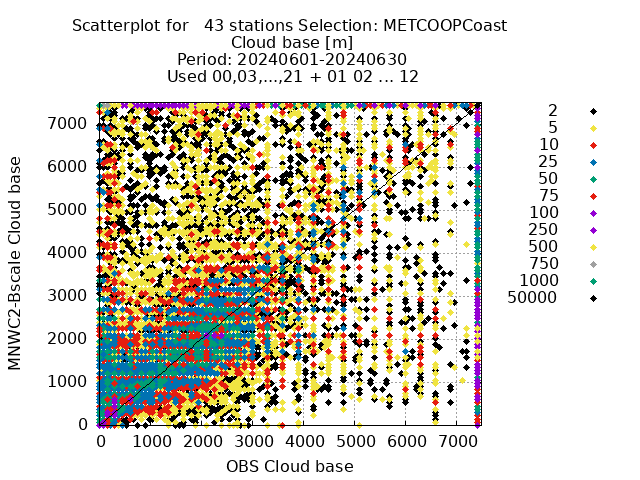 Scatterplot for   43 stations Selection: METCOOPCoast
Cloud base [m]
Period: 20240601-20240630
Used 00,03,...,21 + 01 02 ... 12
MNWC2-Bscale Cloud base
7000
6000
5000
4000
3000
2000
1000
0
0 1000 2000 3000 4000 5000 6000 7000
OBS Cloud base
2
5
10
25
50
75
100
250
500
750
1000
50000